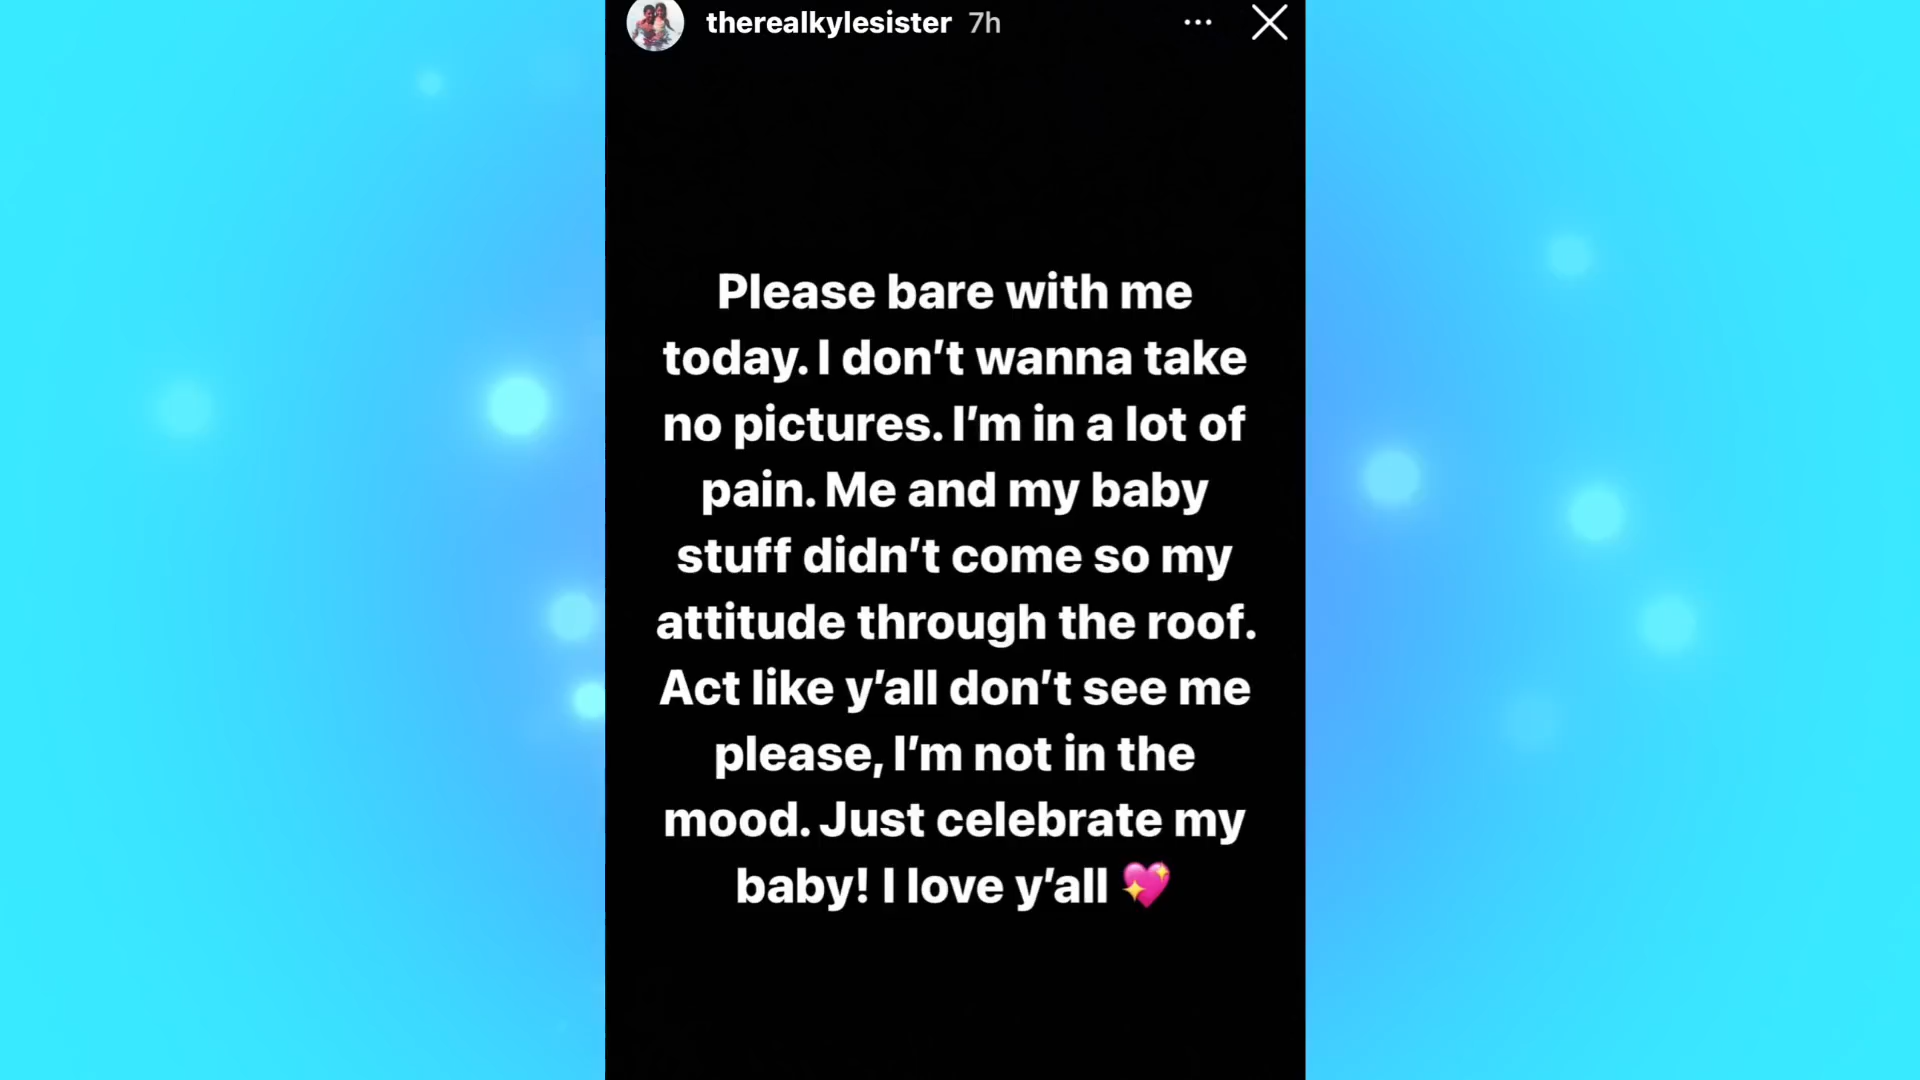 therealkylesister 7h
Please bare with me
today. I don’t wanna take
no pictures. I’m in a lot of
pain. Me and my baby
stuff didn’t come so my
attitude through the roof.
Act like y’all don’t see me
please, I’m not in the
mood. Just celebrate my
baby! I love y’all 💖